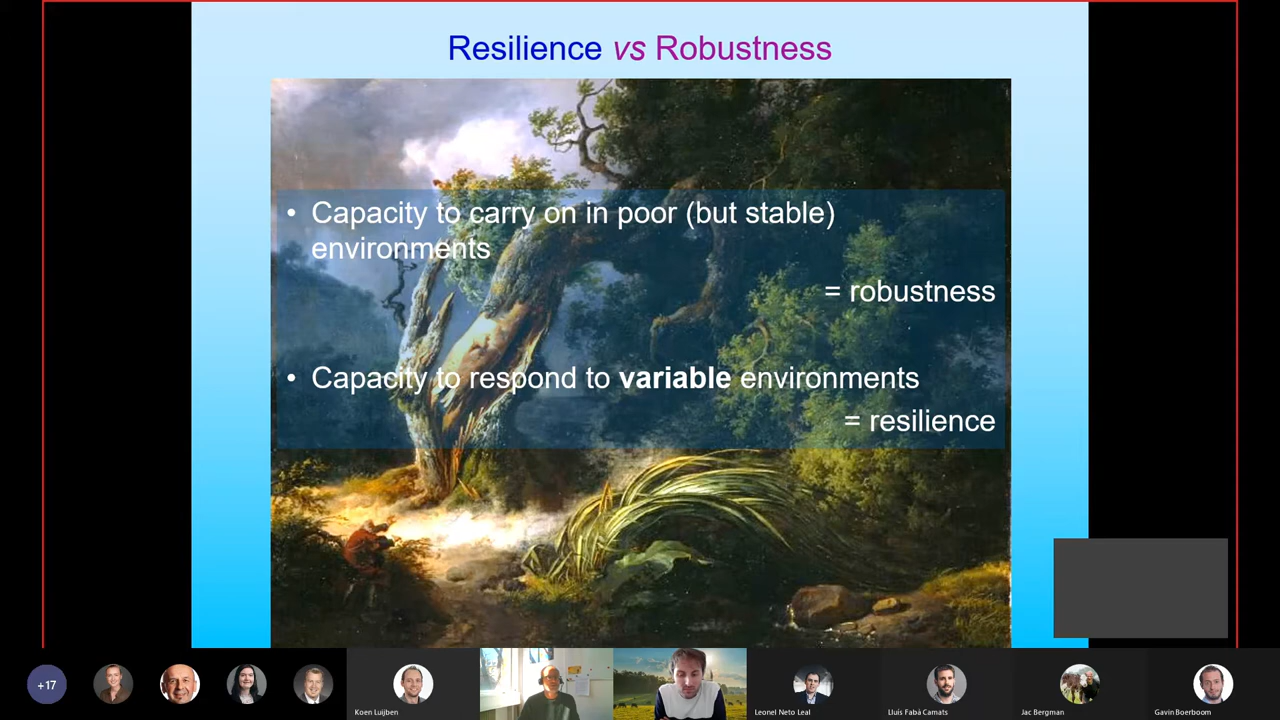 Resilience vs Robustness
• Capacity to carry on in poor (but stable)
environments
= robustness
• Capacity to respond to variable environments
= resilience
+17
Koen Luijben
Leonel Neto Leal
Lluís Fabà Camats
Jac Bergman
Gavin Boerboom